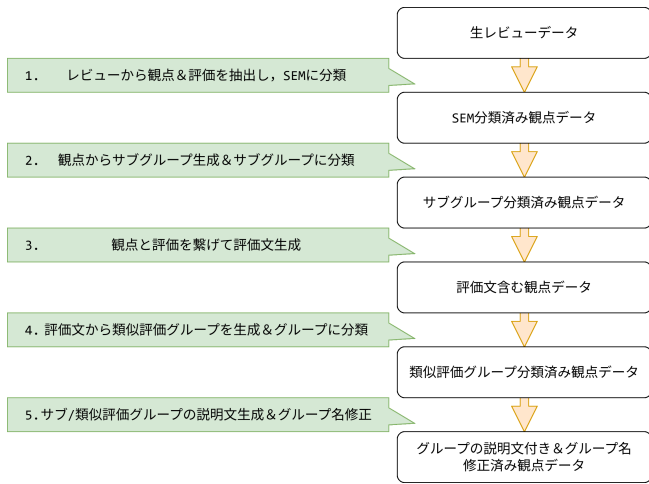 生レビューデータ
1. レビューから観点＆評価を抽出し，SEMに分類
SEM分類済み観点データ
2. 観点からサブグループ生成＆サブグループに分類
サブグループ分類済み観点データ
3. 観点と評価を繋げて評価文生成
評価文含む観点データ
4. 評価文から類似評価グループを生成＆グループに分類
類似評価グループ分類済み観点データ
5. サブ/類似評価グループの説明文生成＆グループ名修正
グループの説明文付き＆グループ名
修正済み観点データ